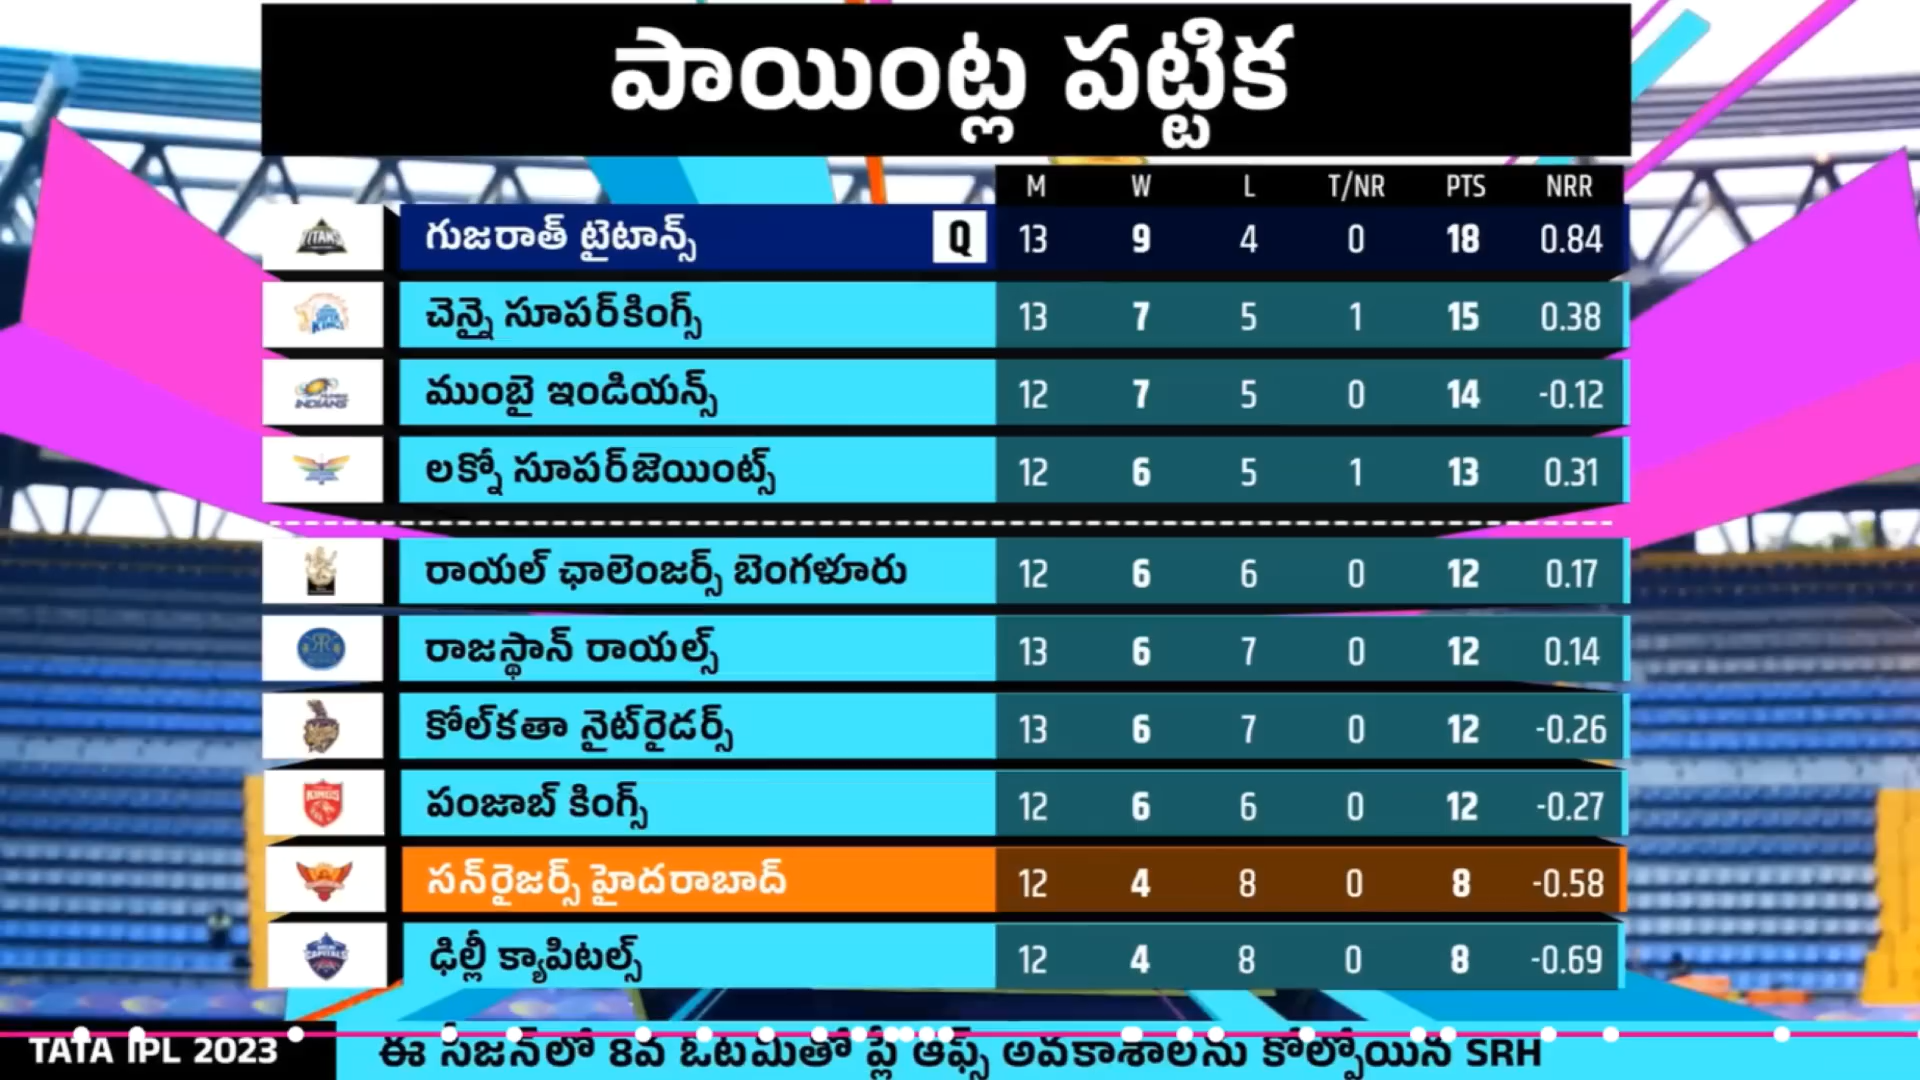 పాయింట్ల పట్టిక
M W L T/NR PTS NRR
గుజరాత్ టైటాన్స్ Q 13 9 4 0 18 0.84
చెన్నై సూపర్‌కింగ్స్ 13 7 5 1 15 0.38
ముంబై ఇండియన్స్ 12 7 5 0 14 -0.12
లక్నో సూపర్‌జెయింట్స్ 12 6 5 1 13 0.31
రాయల్ ఛాలెంజర్స్ బెంగళూరు 12 6 6 0 12 0.17
రాజస్థాన్ రాయల్స్ 13 6 7 0 12 0.14
కోల్‌కతా నైట్‌రైడర్స్ 13 6 7 0 12 -0.26
పంజాబ్ కింగ్స్ 12 6 6 0 12 -0.27
సన్‌రైజర్స్ హైదరాబాద్ 12 4 8 0 8 -0.58
ఢిల్లీ క్యాపిటల్స్ 12 4 8 0 8 -0.69
TATA IPL 2023 ఈ సీజన్‌లో 8వ ఓటమితో ప్లే ఆఫ్స్ అవకాశాలను కోల్పోయిన SRH